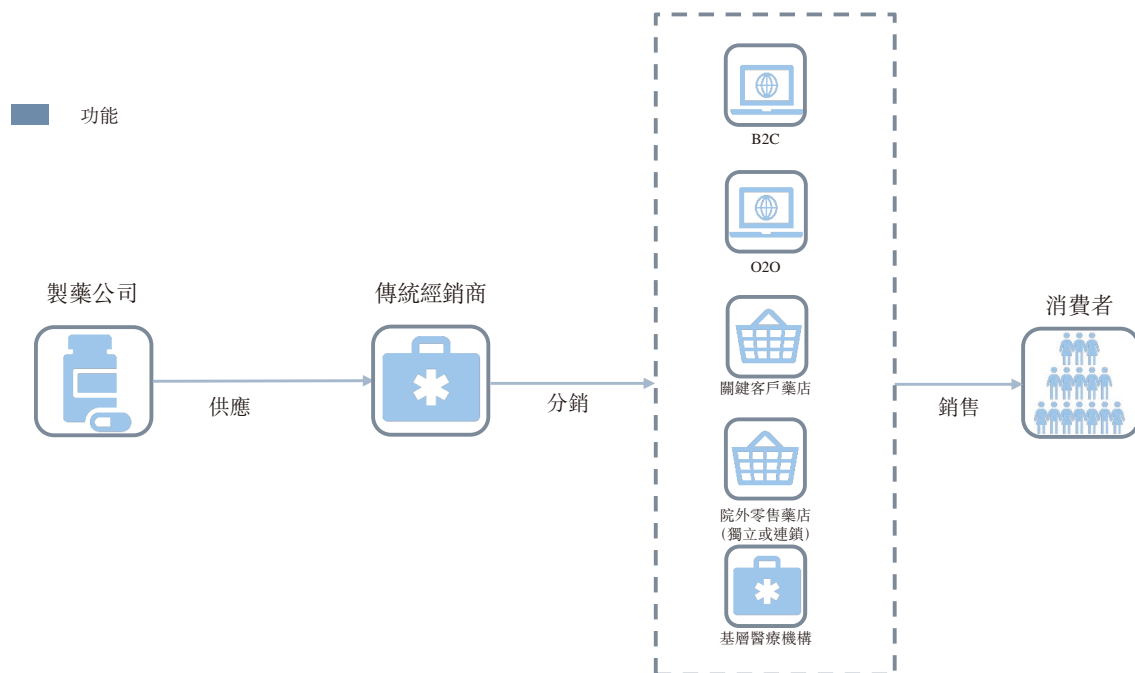 功能
製藥公司
供應
傳統經銷商
分銷
B2C
O2O
關鍵客戶藥店
院外零售藥店
(獨立或連鎖)
基層醫療機構
銷售
消費者